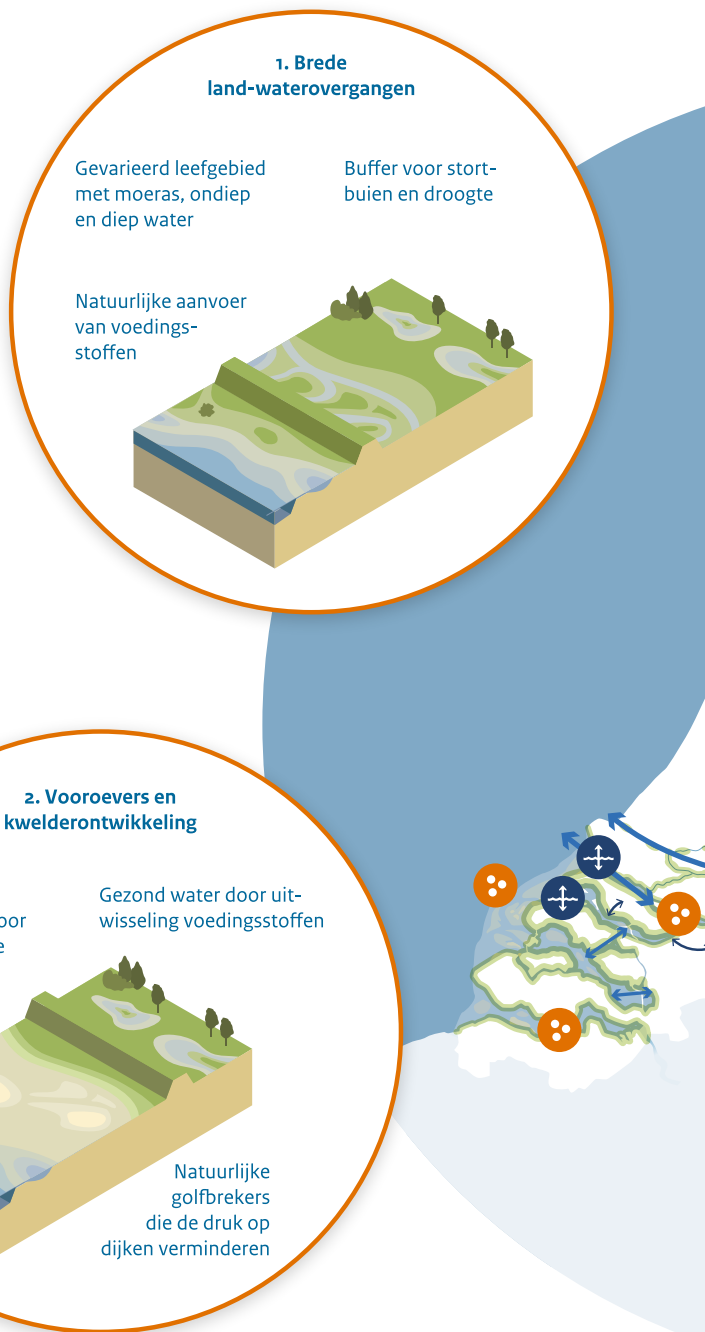 1. Brede
land-waterovergangen
Gevarieerd leefgebied
met moeras, ondiep
en diep water
Buffer voor stort-
buien en droogte
Natuurlijke aanvoer
van voedings-
stoffen
2. Vooroevers en
kwelderontwikkeling
Gezond water door uit-
wisseling voedingsstoffen
Natuurlijke
golfbrekers
die de druk op
dijken verminderen